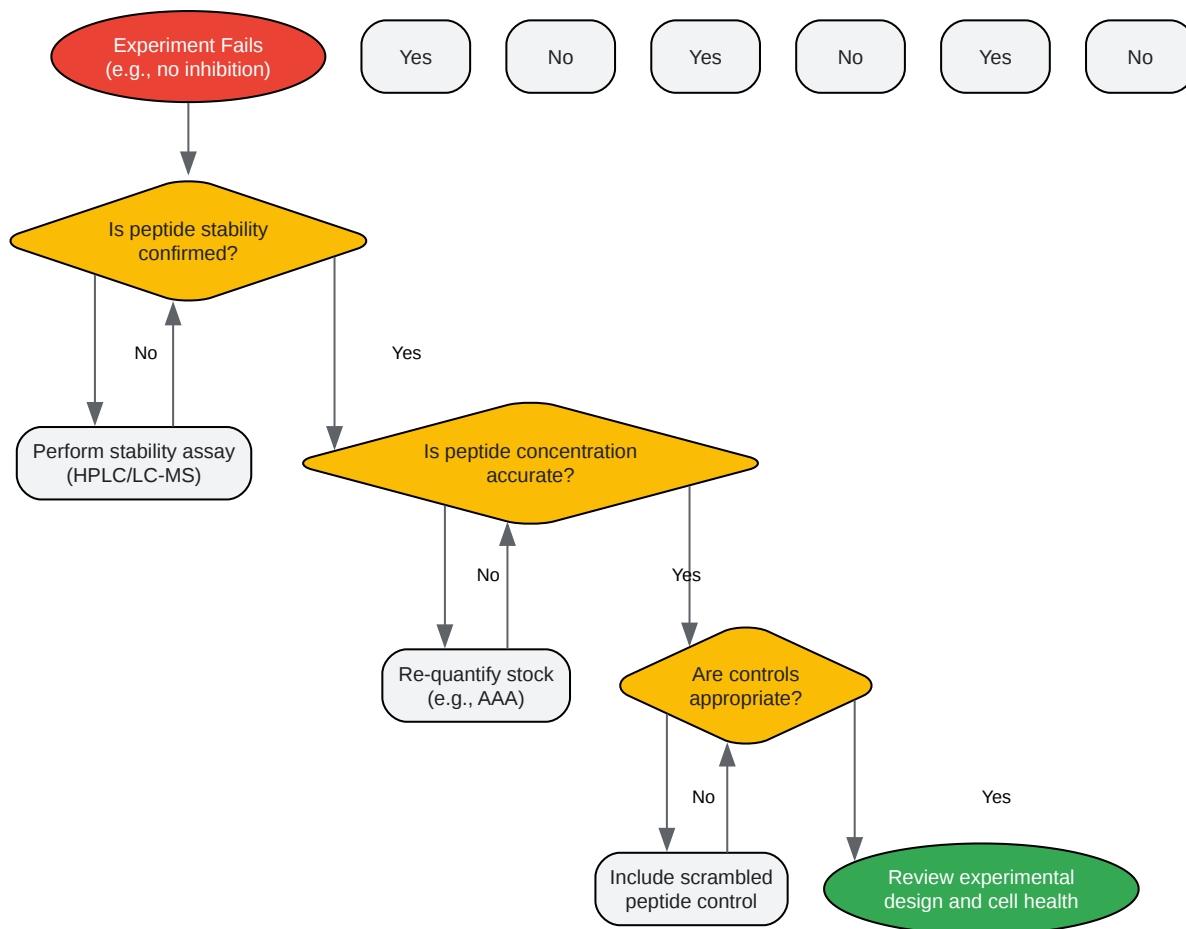 Experiment Fails
(e.g., no inhibition)
Yes
No
Yes
No
Yes
No
Is peptide stability
confirmed?
No
Yes
Perform stability assay
(HPLC/LC-MS)
Is peptide concentration
accurate?
No
Yes
Re-quantify stock
(e.g., AAA)
Are controls
appropriate?
No
Yes
Include scrambled
peptide control
Review experimental
design and cell health